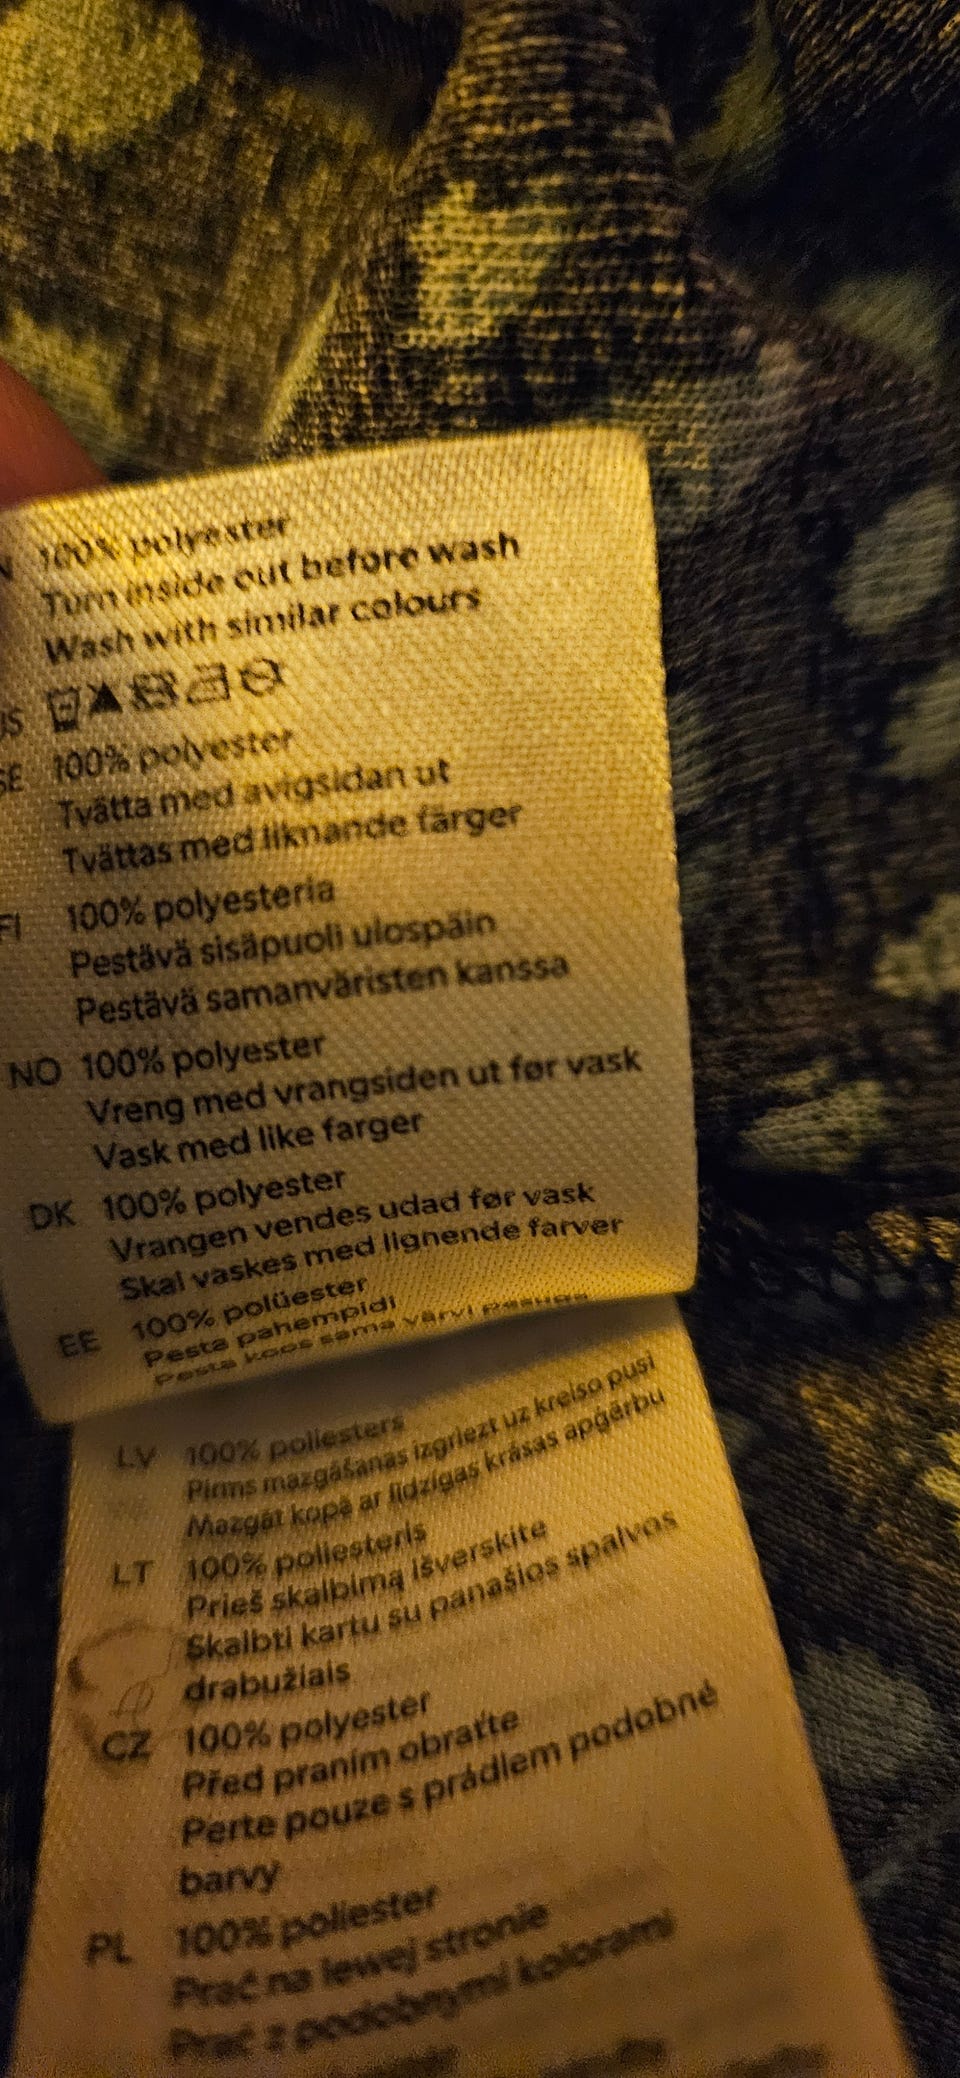 100% polyester
Turn inside out before wash
Wash with similar colours
SE 100% polyester
Tvätta med avigsidan ut
Tvättas med liknande färger
FI 100% polyesteria
Pestävä sisäpuoli ulospäin
Pestävä samanväristen kanssa
NO 100% polyester
Vreng med vrangsiden ut før vask
Vask med like farger
DK 100% polyester
Vrangen vendes udad før vask
Skal vaskes med lignende farver
EE 100% polüester
Pesta pahempidi
Pesta koos sama värvi pesuga
LV 100% poliesters
Pirms mazgāšanas izgriezt uz kreiso pusi
Mazgāt kopā ar līdzīgas krāsas apģērbu
LT 100% poliesteris
Prieš skalbimą išverskite
Skalbti kartu su panašios spalvos
drabužiais
CZ 100% polyester
Před praním obraťte
Perte pouze s prádlem podobné
barvy
PL 100% poliester
Prać na lewej stronie
Prać z podobnymi kolorami